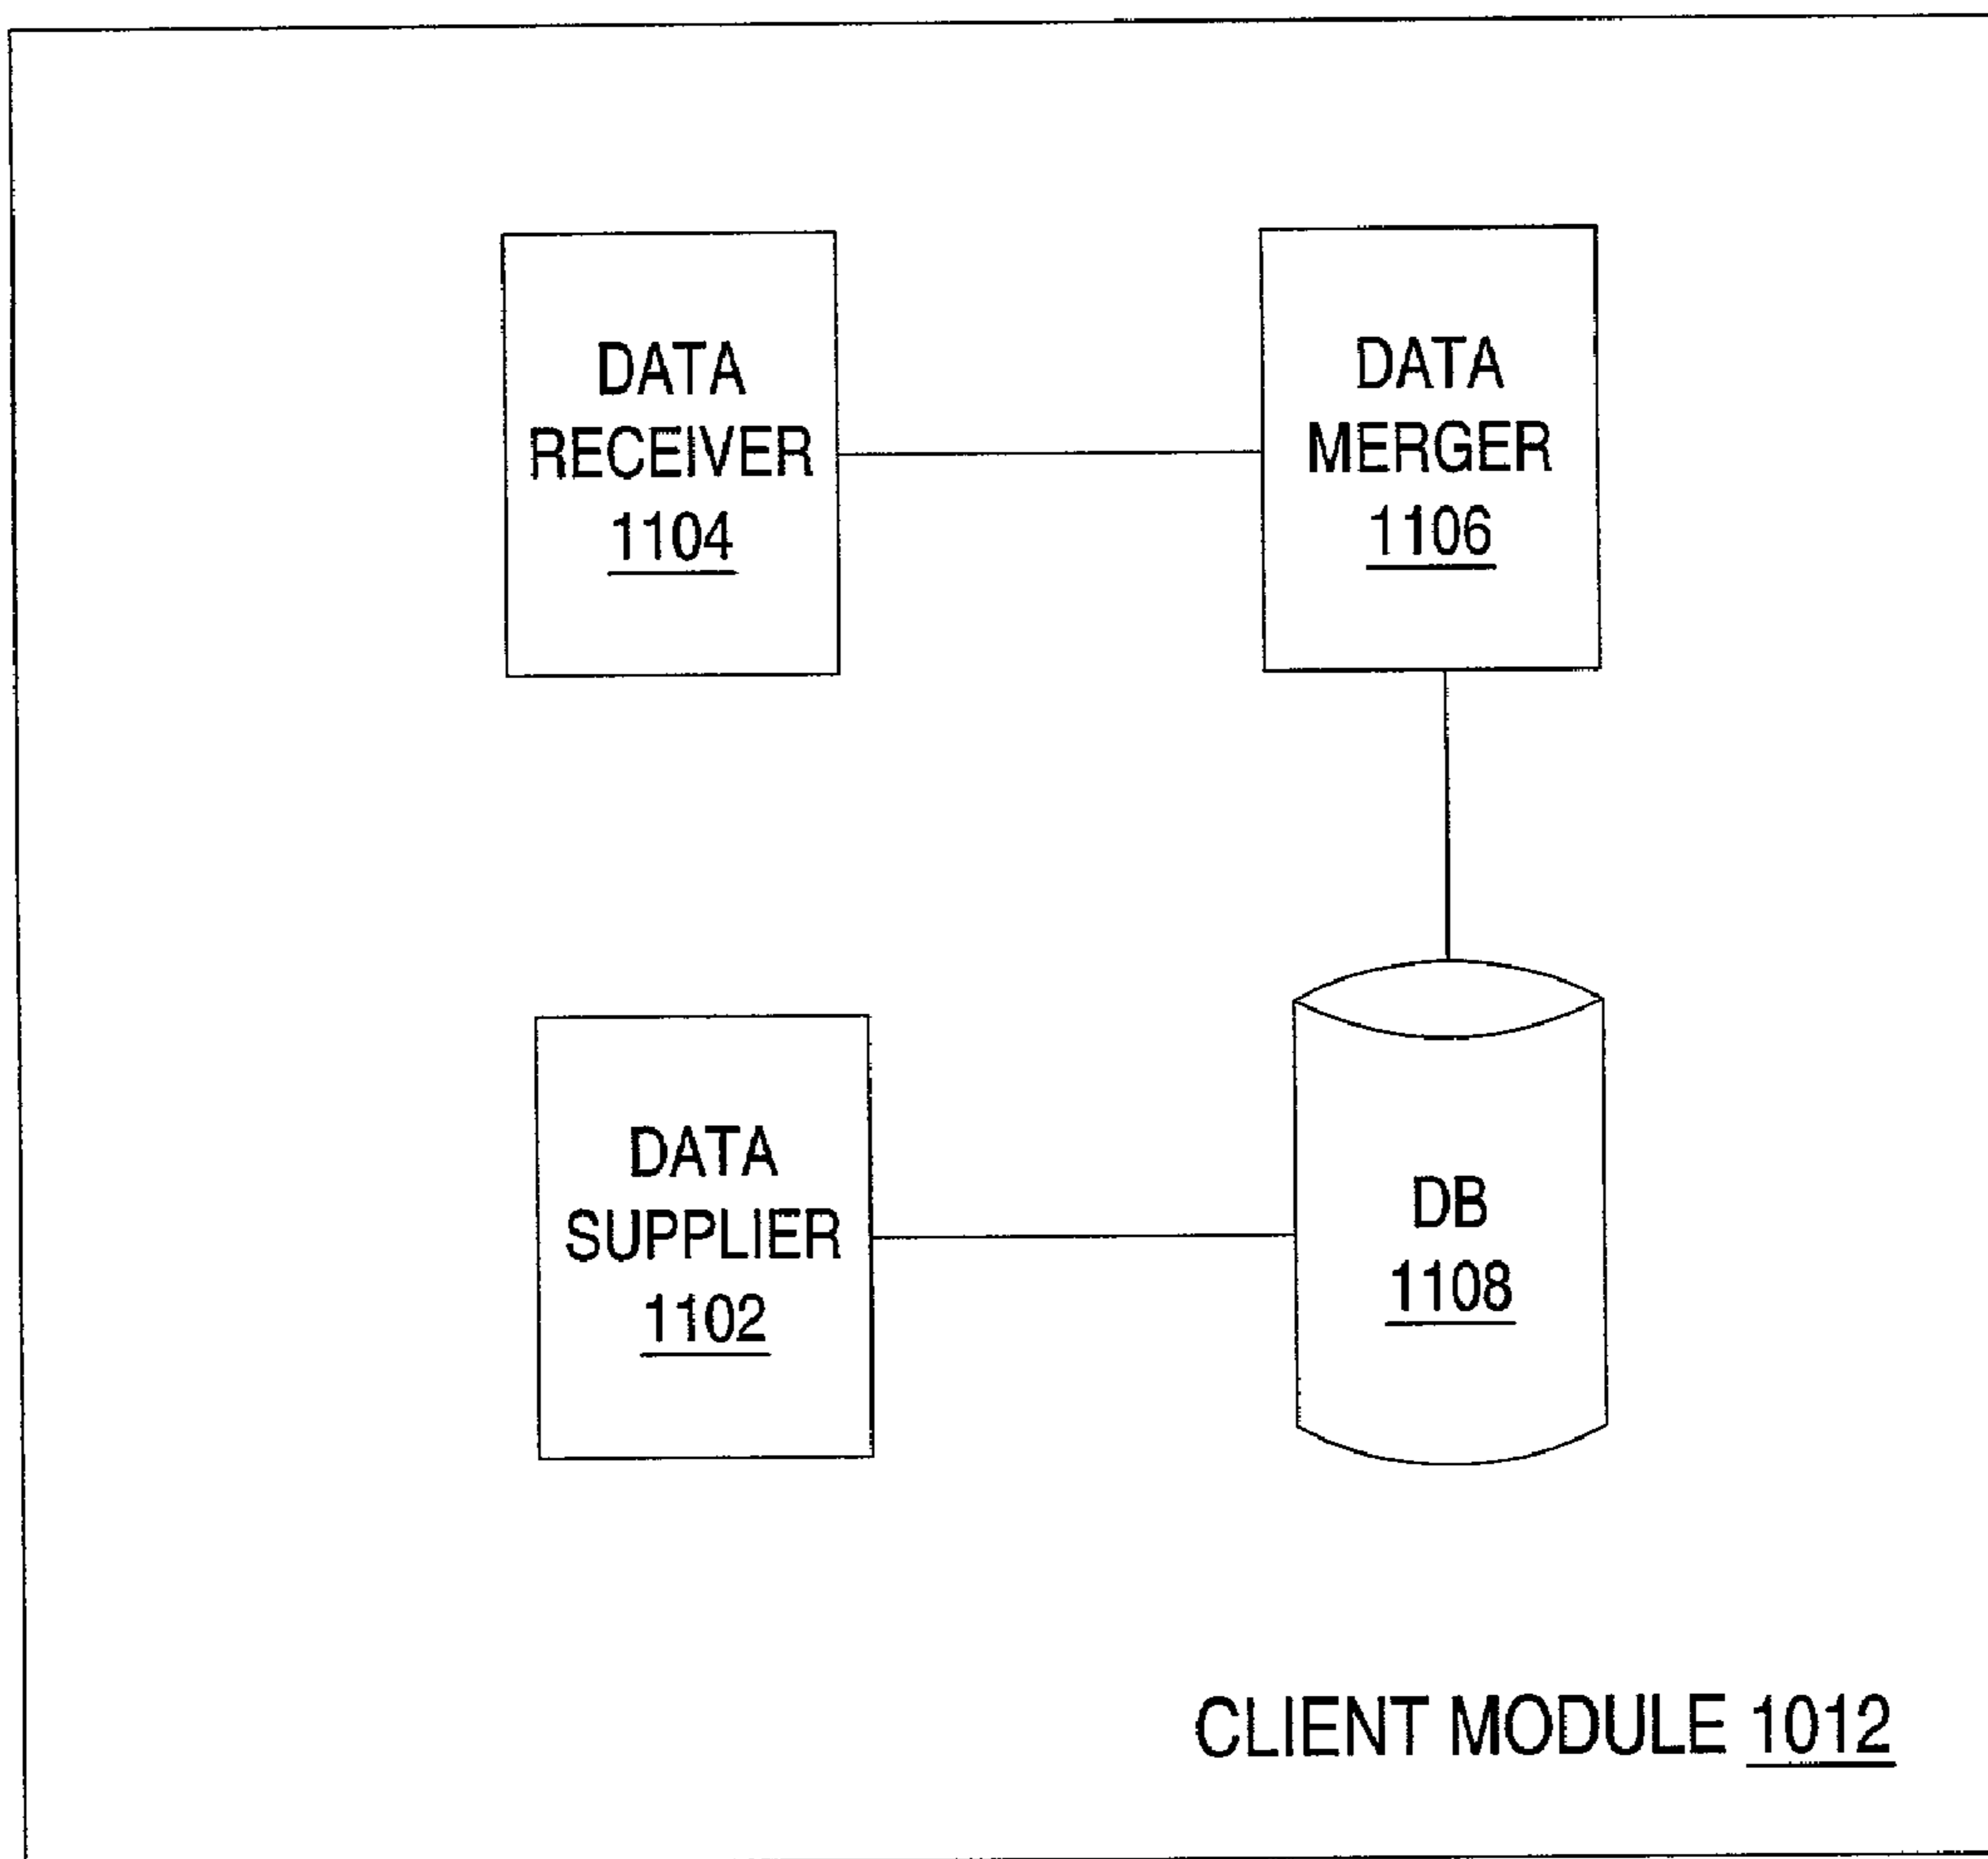 DATA
RECEIVER
1104
DATA
MERGER
1106
DATA
SUPPLIER
1102
DB
1108
CLIENT MODULE 1012